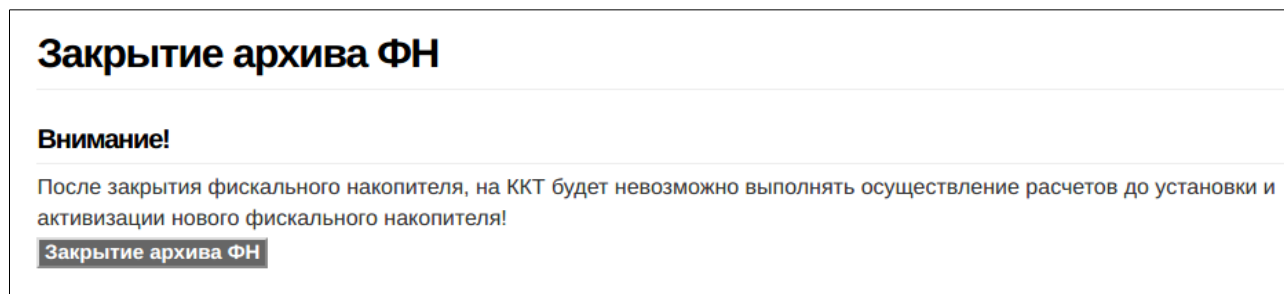 Закрытие архива ФН
Внимание!
После закрытия фискального накопителя, на ККТ будет невозможно выполнять осуществление расчетов до установки и
активизации нового фискального накопителя!
Закрытие архива ФН